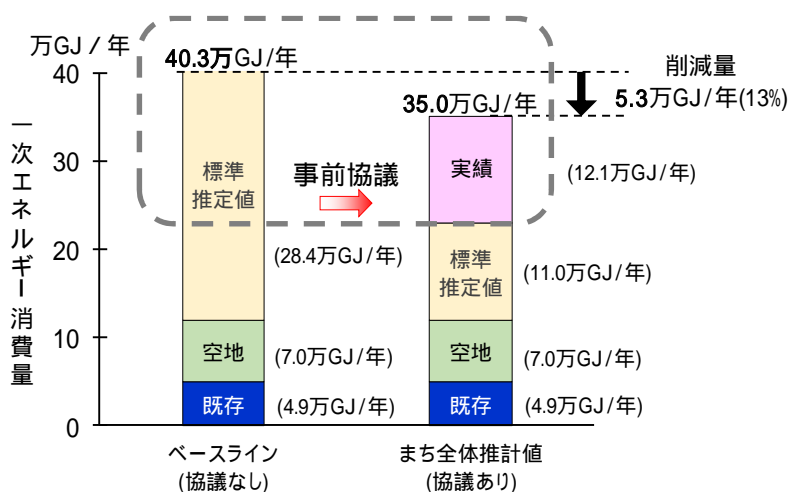 万GJ/年
40.3万GJ/年
削減量
5.3万GJ/年(13%)
35.0万GJ/年
一次エネルギー消費量
40
30
20
10
0
標準
推定値
事前協議
実績
(12.1万GJ/年)
(28.4万GJ/年)
標準
推定値
(11.0万GJ/年)
空地
(7.0万GJ/年)
空地
(7.0万GJ/年)
既存
(4.9万GJ/年)
既存
(4.9万GJ/年)
ベースライン
(協議なし)
まち全体推計値
(協議あり)